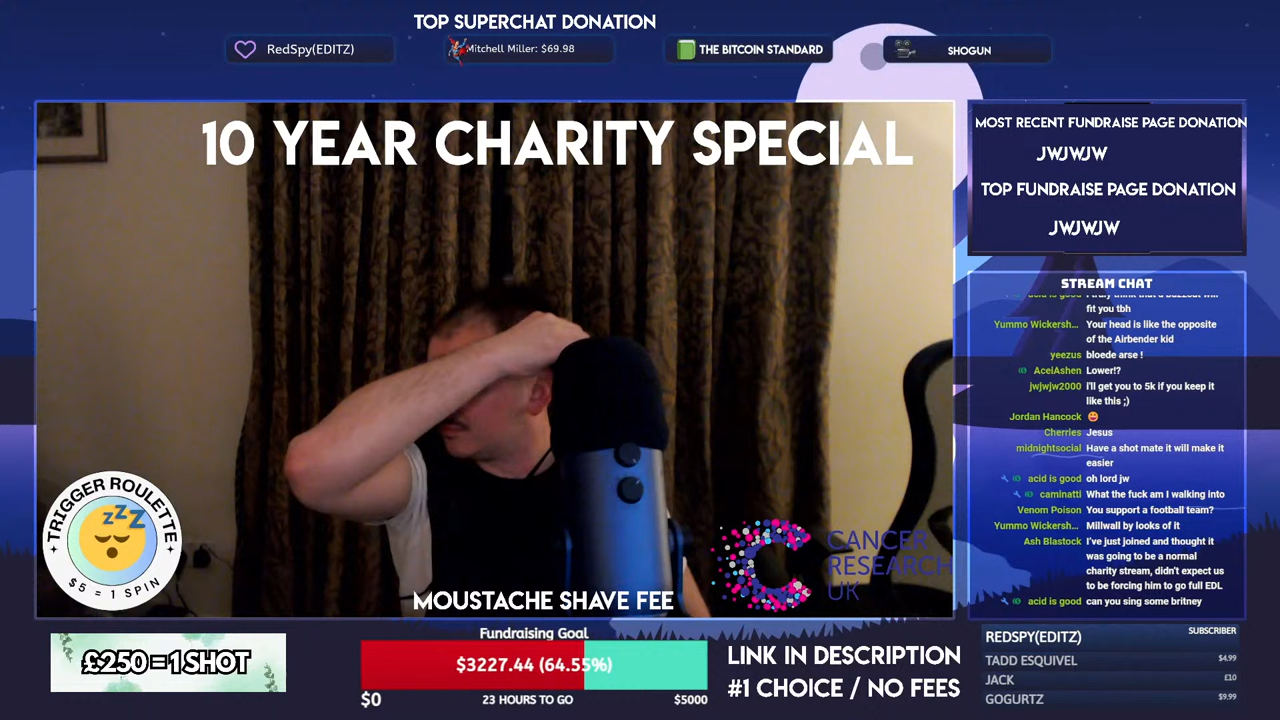 TOP SUPERCHAT DONATION
RedSpy(EDITZ)
Mitchell Miller: $69.98
THE BITCOIN STANDARD
SHOGUN
10 YEAR CHARITY SPECIAL
MOST RECENT FUNDRAISE PAGE DONATION
JWJWJW
TOP FUNDRAISE PAGE DONATION
JWJWJW
STREAM CHAT
fit you tbh
Yummo Wickersh... Your head is like the opposite
of the Airbender kid
yeezus bloede arse !
AceiAshen Lower!?
jwjwjw2000 I'll get you to 5k if you keep it
like this ;)
Jordan Hancock 😄
Cherries Jesus
midnightsocial Have a shot mate it will make it
easier
acid is good oh lord jw
caminatti What the fuck am I walking into
Venom Poison You support a football team?
Yummo Wickersh... Millwall by looks of it
Ash Blastock I've just joined and thought it
was going to be a normal
charity stream, didn't expect us
to be forcing him to go full EDL
acid is good can you sing some britney
TRIGGER ROULETTE
zzz
$5 = 1 SPIN
CANCER
RESEARCH
UK
MOUSTACHE SHAVE FEE
£250 = 1 SHOT
Fundraising Goal
$3227.44 (64.55%)
$0
23 HOURS TO GO
$5000
LINK IN DESCRIPTION
#1 CHOICE / NO FEES
REDSPY(EDITZ) SUBSCRIBER
TADD ESQUIVEL $4.99
JACK £10
GOGURTZ $9.99